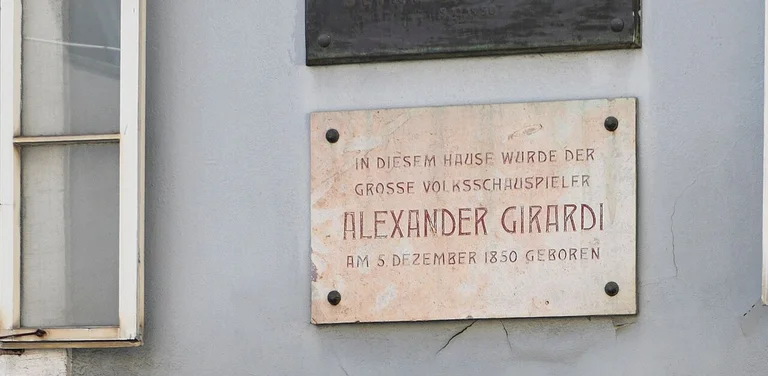 IN DIESEM HAUSE WURDE DER
GROSSE VOLKSSCHAUSPIELER
ALEXANDER GIRARDI
AM 5. DEZEMBER 1850 GEBOREN